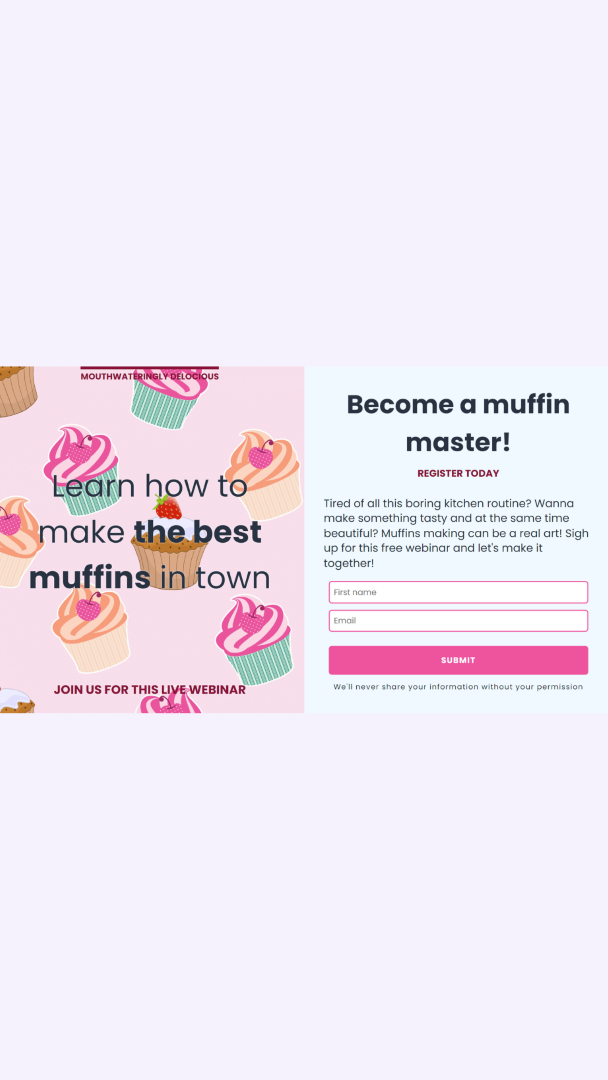 MOUTHWATERINGLY DELOCIOUS
Learn how to
make the best
muffins in town
JOIN US FOR THIS LIVE WEBINAR
Become a muffin
master!
REGISTER TODAY
Tired of all this boring kitchen routine? Wanna
make something tasty and at the same time
beautiful? Muffins making can be a real art! Sigh
up for this free webinar and let's make it
together!
First name
Email
SUBMIT
We'll never share your information without your permission